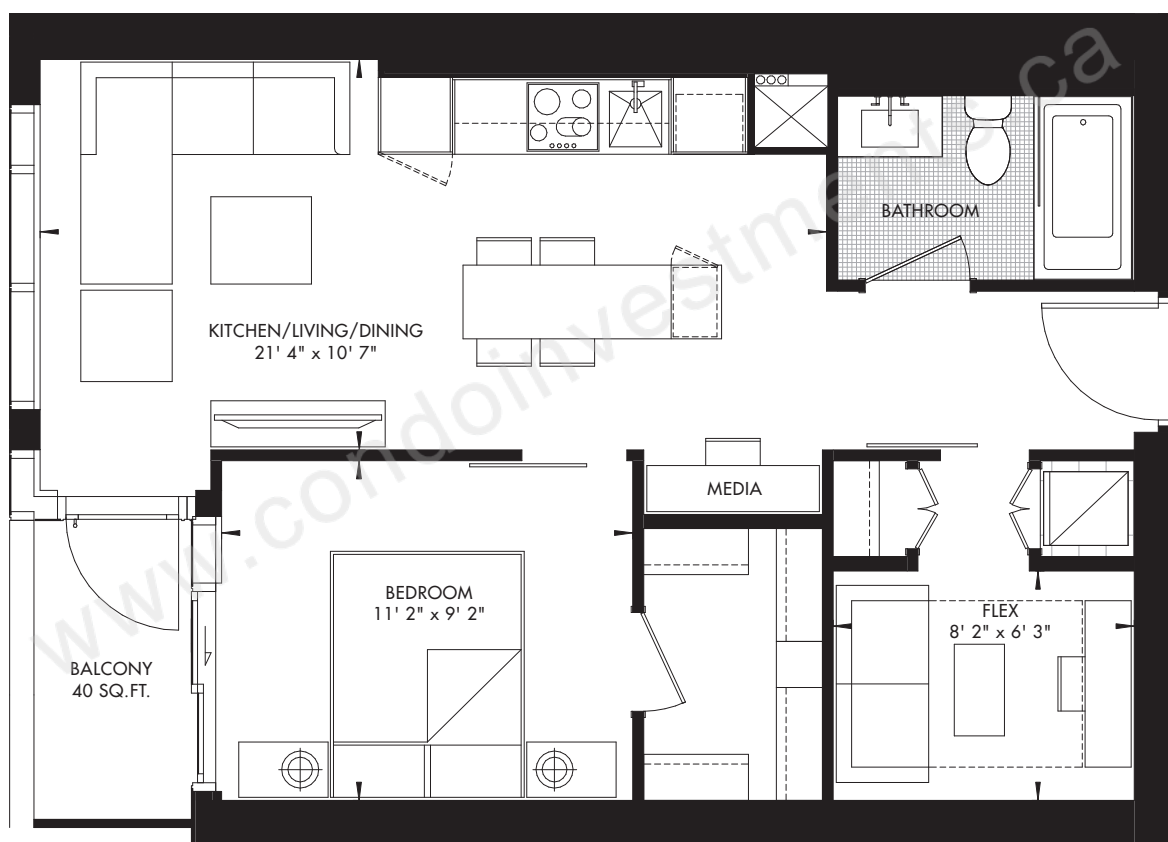 BATHROOM
KITCHEN/LIVING/DINING
21' 4" x 10' 7"
MEDIA
BEDROOM
11' 2" x 9' 2"
FLEX
8' 2" x 6' 3"
BALCONY
40 SQ.FT.
www.condoinvestments.ca